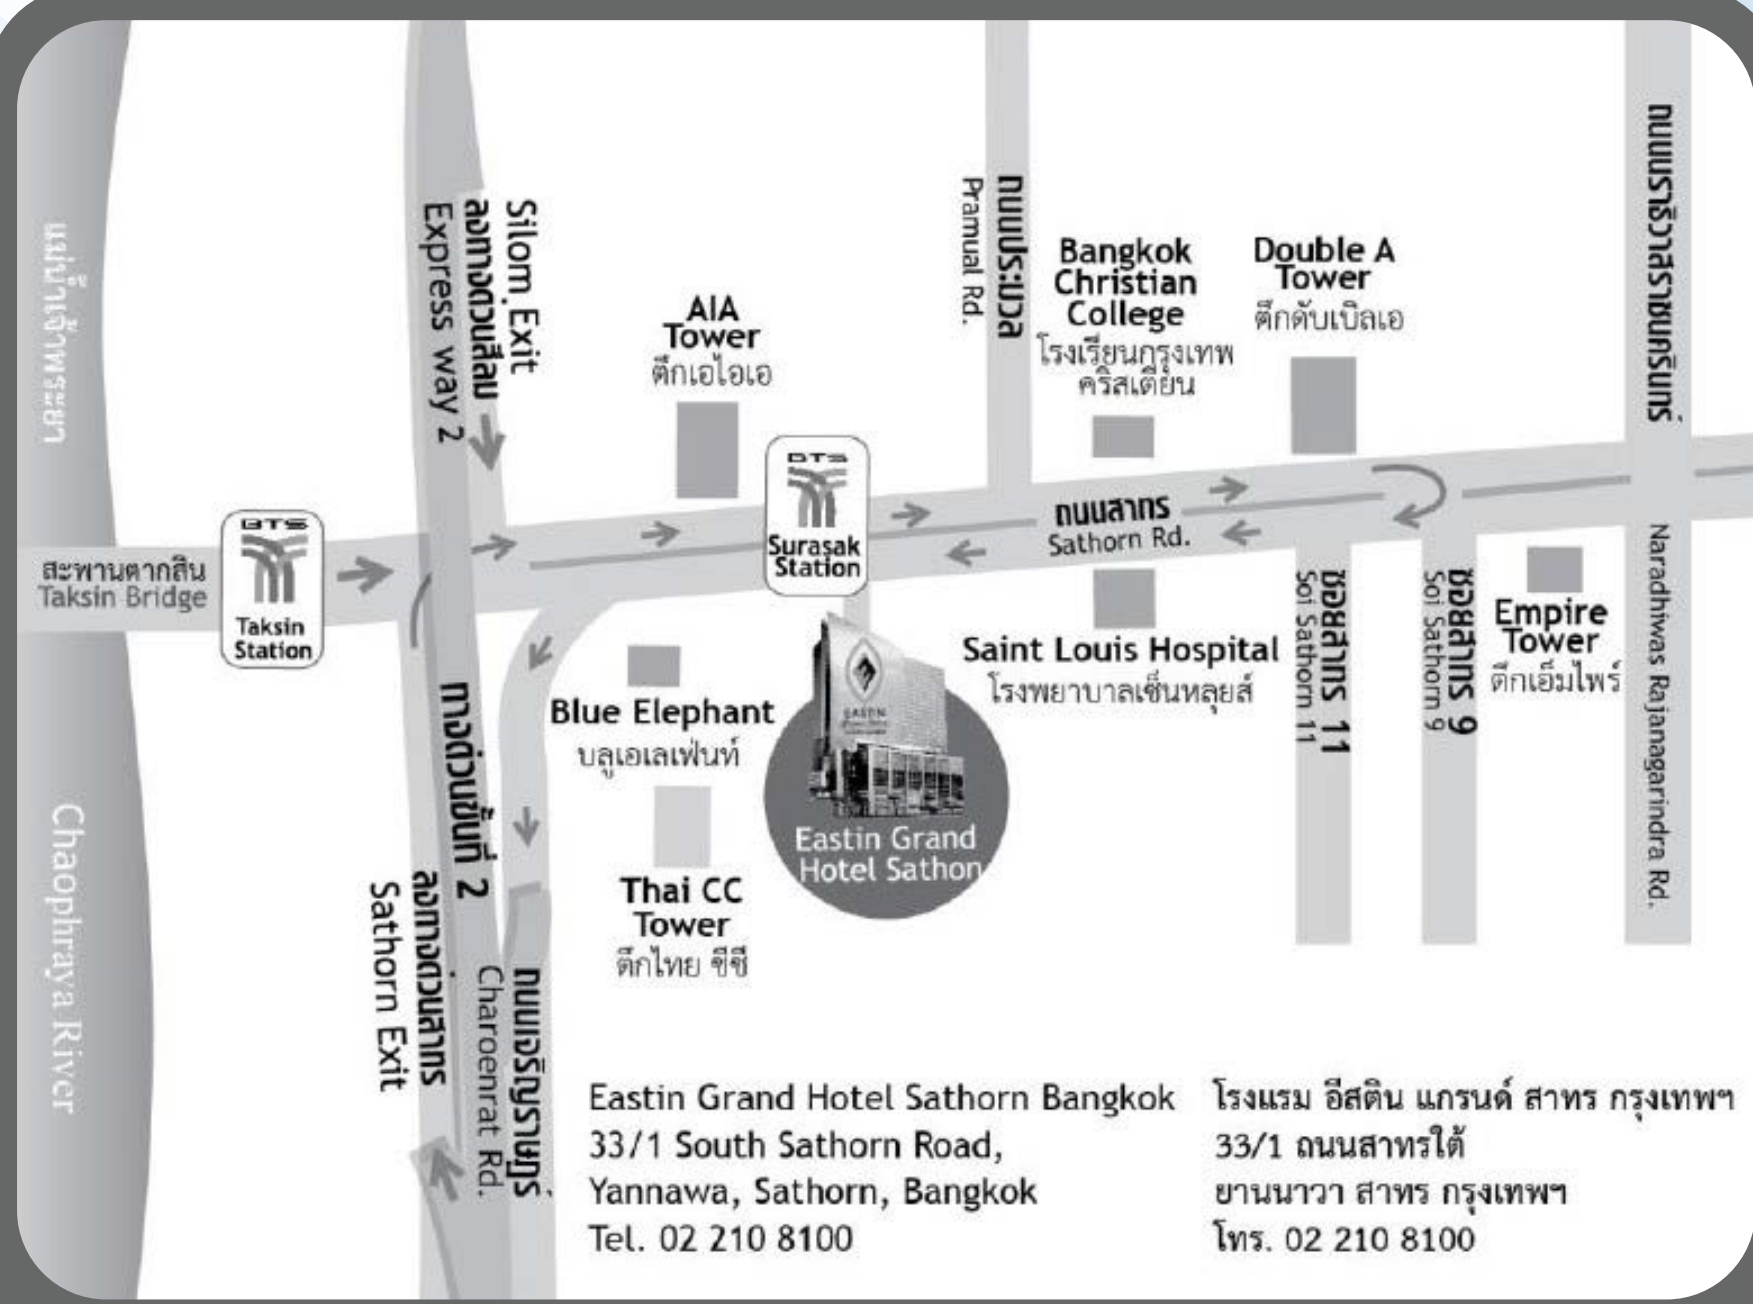 แม่น้ำเจ้าพระยา
Chaophraya River
สะพานตากสิน
Taksin Bridge
BTS
Taksin
Station
Express way 2
ลงทางด่วนสีลม
Silom Exit
AIA
Tower
ตึกเอไอเอ
BTS
Surasak
Station
Pramual Rd.
ถนนประมวล
Bangkok
Christian
College
โรงเรียนกรุงเทพ
คริสเตียน
Double A
Tower
ตึกดับเบิลเอ
ถนนนราธิวาสราชนครินทร์
Naradhiwas Rajanagarindra Rd.
ถนนสาทร
Sathorn Rd.
Blue Elephant
บลูเอเลเฟ่นท์
Thai CC
Tower
ตึกไทย ซีซี
EASTIN
Eastin Grand
Hotel Sathon
Saint Louis Hospital
โรงพยาบาลเซ็นหลุยส์
Soi Sathorn 11
ซอยสาทร 11
Soi Sathorn 9
ซอยสาทร 9
Empire
Tower
ตึกเอ็มไพร์
ทางด่วนขั้นที่ 2
ลงทางด่วนสาทร
Sathorn Exit
Charoenrat Rd.
ถนนเจริญราษฎร์
Eastin Grand Hotel Sathorn Bangkok
33/1 South Sathorn Road,
Yannawa, Sathorn, Bangkok
Tel. 02 210 8100
โรงแรม อีสติน แกรนด์ สาทร กรุงเทพฯ
33/1 ถนนสาทรใต้
ยานนาวา สาทร กรุงเทพฯ
โทร. 02 210 8100